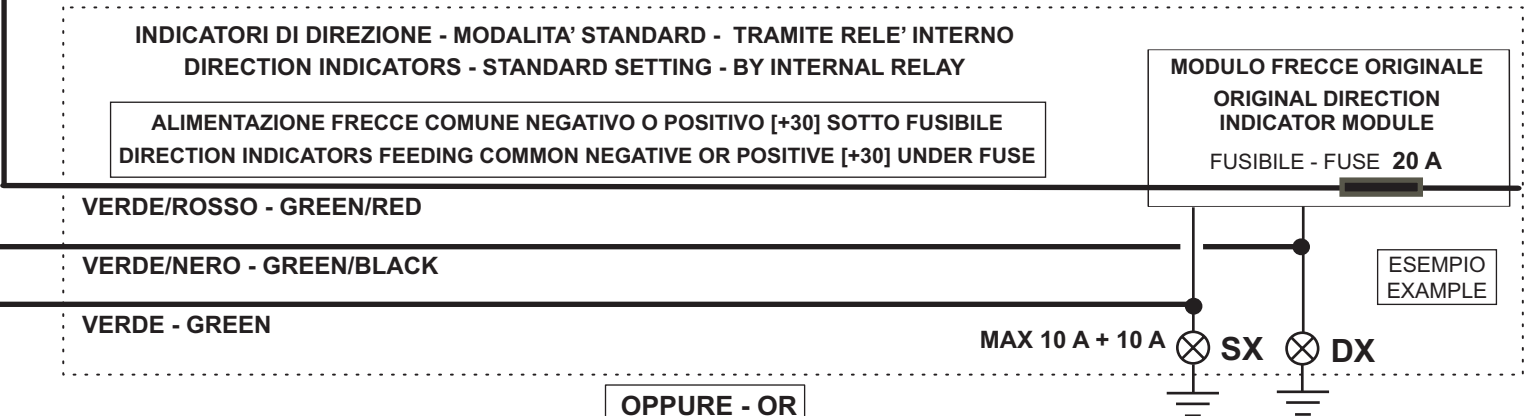 INDICATORI DI DIREZIONE - MODALITA' STANDARD - TRAMITE RELE' INTERNO
DIRECTION INDICATORS - STANDARD SETTING - BY INTERNAL RELAY
ALIMENTAZIONE FRECCE COMUNE NEGATIVO O POSITIVO [+30] SOTTO FUSIBILE
DIRECTION INDICATORS FEEDING COMMON NEGATIVE OR POSITIVE [+30] UNDER FUSE
MODULO FRECCE ORIGINALE
ORIGINAL DIRECTION
INDICATOR MODULE
FUSIBILE - FUSE 20 A
VERDE/ROSSO - GREEN/RED
VERDE/NERO - GREEN/BLACK
ESEMPIO
EXAMPLE
VERDE - GREEN
MAX 10 A + 10 A SX DX
OPPURE - OR